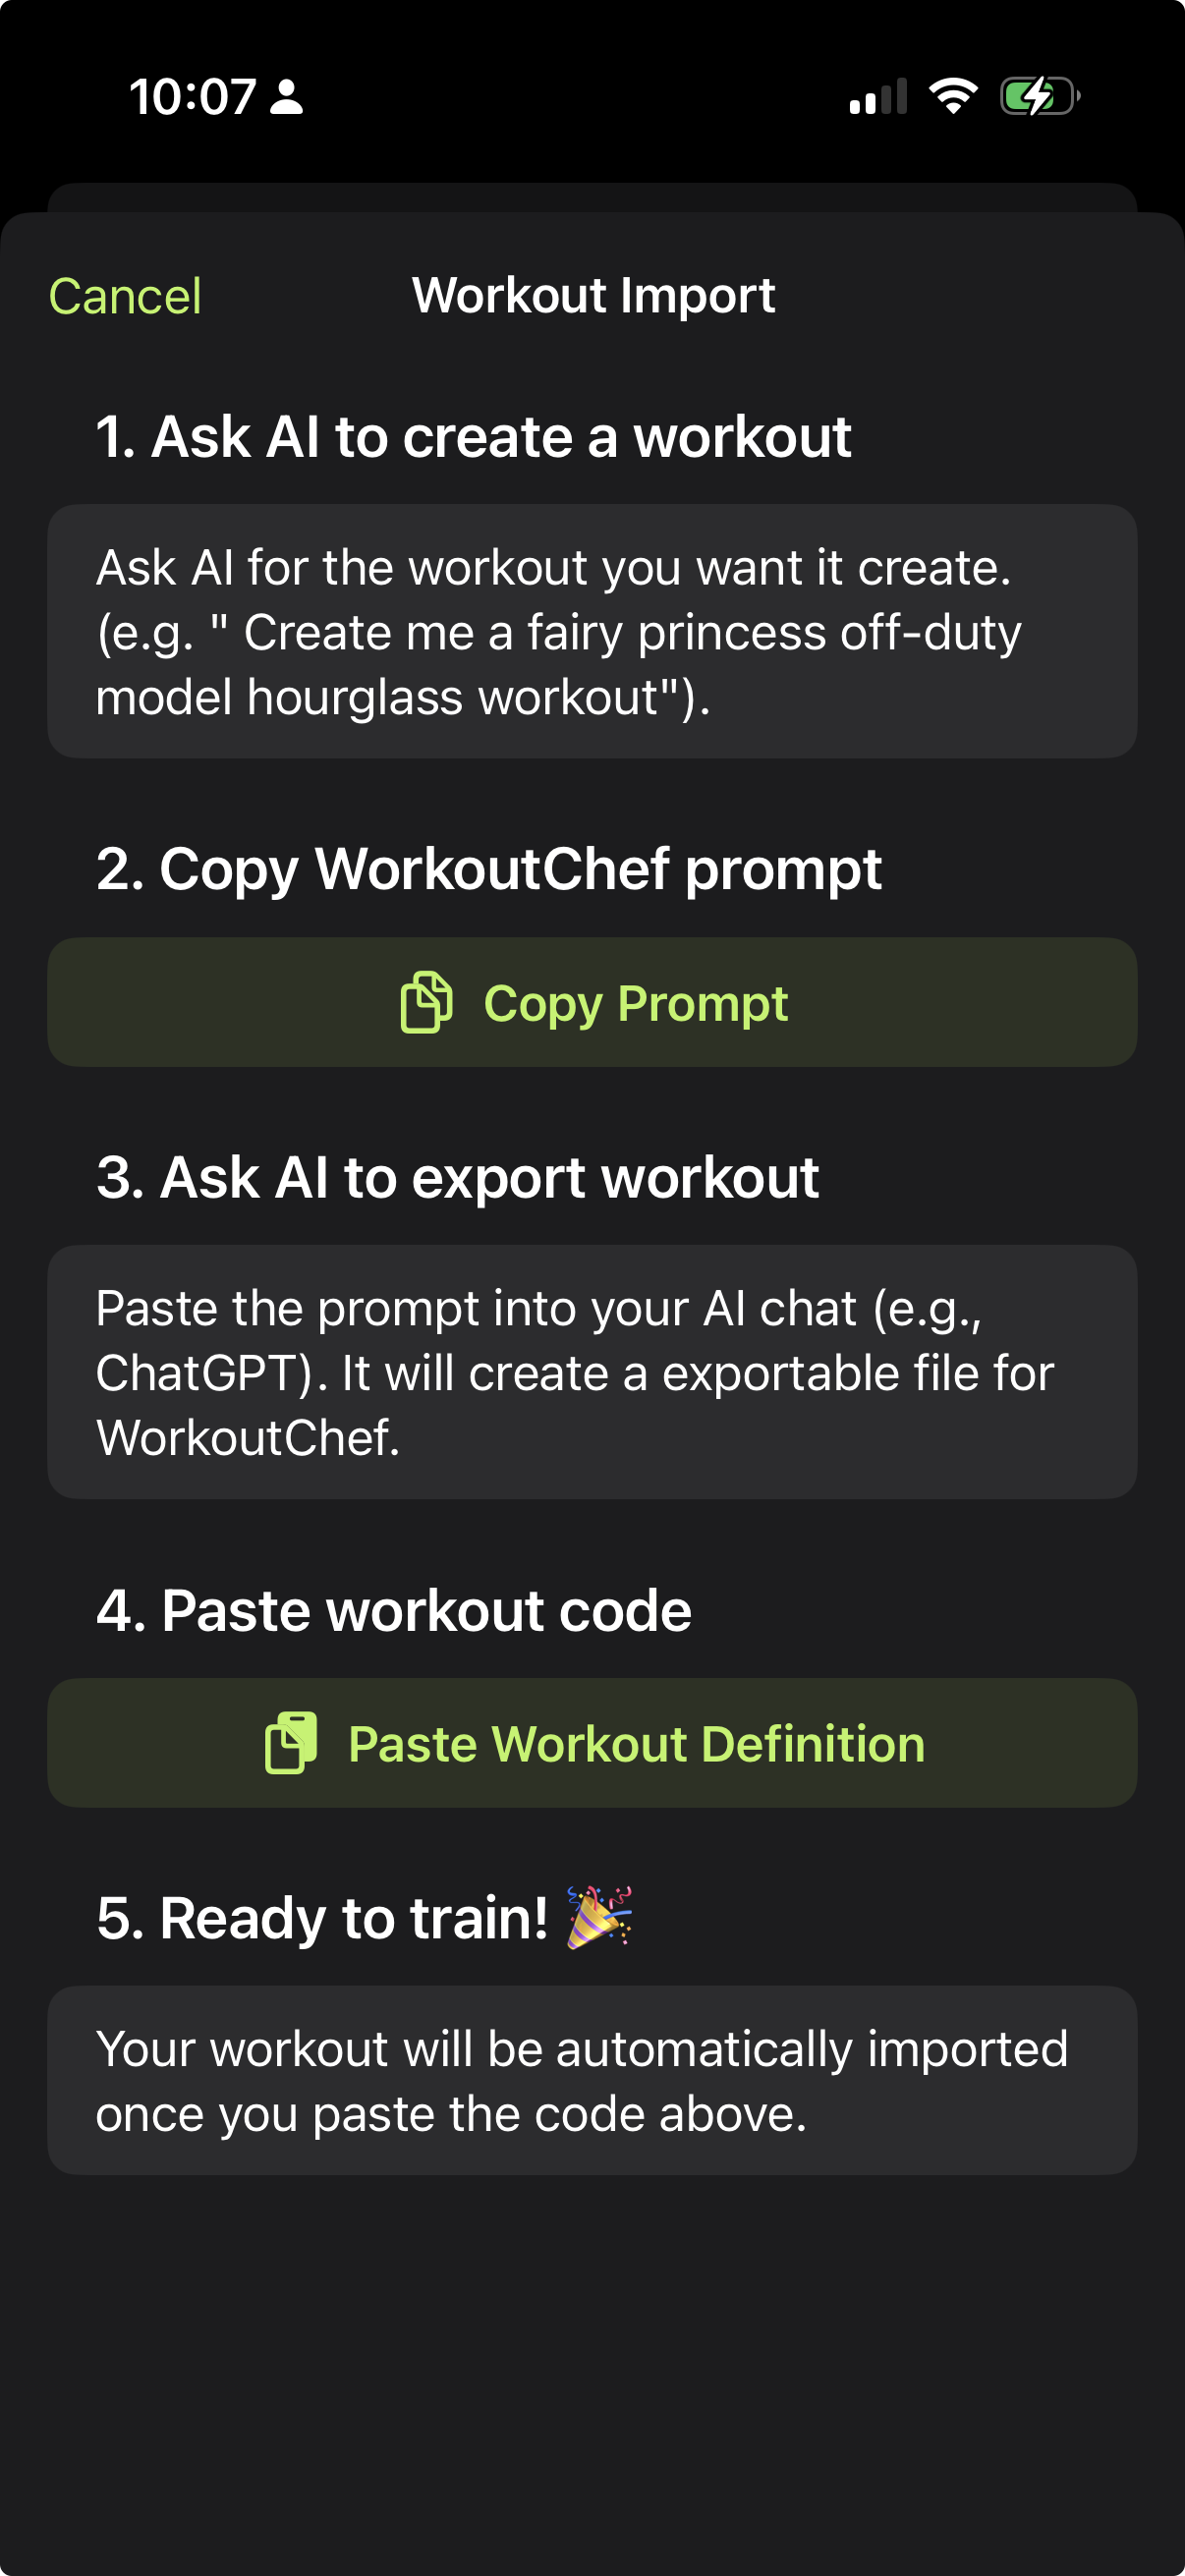 10:07
Cancel
Workout Import
1. Ask AI to create a workout
Ask AI for the workout you want it create.
(e.g. " Create me a fairy princess off-duty
model hourglass workout").
2. Copy WorkoutChef prompt
Copy Prompt
3. Ask AI to export workout
Paste the prompt into your AI chat (e.g.,
ChatGPT). It will create a exportable file for
WorkoutChef.
4. Paste workout code
Paste Workout Definition
5. Ready to train! 🎉
Your workout will be automatically imported
once you paste the code above.